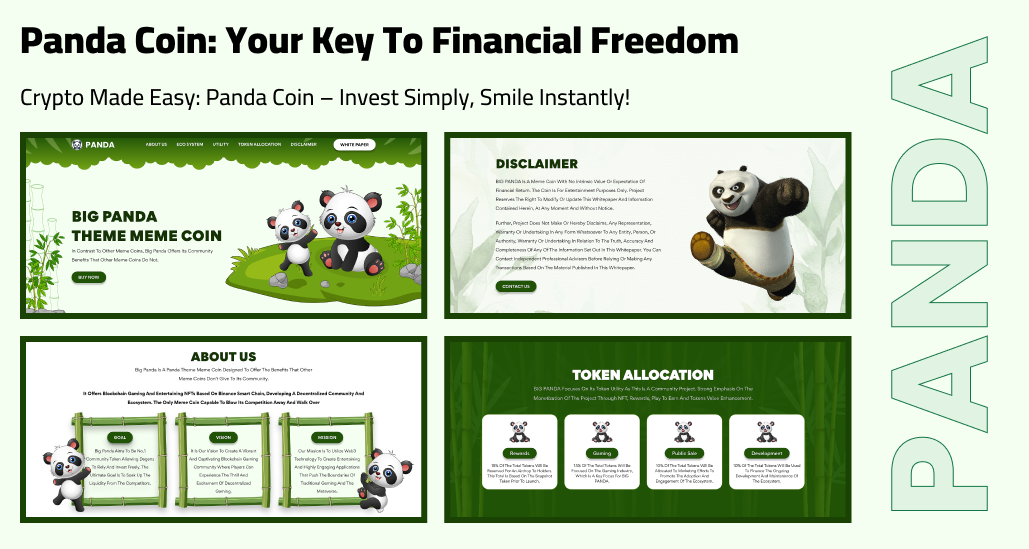 Panda Coin: Your Key To Financial Freedom
Crypto Made Easy: Panda Coin – Invest Simply, Smile Instantly!
PANDA
PANDA
ABOUT US
ECO SYSTEM
UTILITY
TOKEN ALLOCATION
DISCLAIMER
WHITE PAPER
BIG PANDA
THEME MEME COIN
In Contrast To Other Meme Coins, Big Panda Offers Its Community
Benefits That Other Meme Coins Do Not.
BUY NOW
DISCLAIMER
BIG PANDA Is A Meme Coin With No Intrinsic Value Or Expectation Of
Financial Return. The Coin Is For Entertainment Purposes Only. Project
Reserves The Right To Modify Or Update This Whitepaper And Information
Contained Herein, At Any Moment And Without Notice.
Further, Project Does Not Make Or Hereby Disclaims, Any Representation,
Warranty Or Undertaking In Any Form Whatsoever To Any Entity, Person, Or
Authority, Warranty Or Undertaking In Relation To The Truth, Accuracy And
Completeness Of Any Of The Information Set Out In This Whitepaper. You Can
Contact Independent Professional Advisers Before Relying Or Making Any
Transactions Based On The Material Published In This Whitepaper.
CONTACT US
ABOUT US
Big Panda Is A Panda Theme Meme Coin Designed To Offer The Benefits That Other
Meme Coins Don't Give To Its Community.
It Offers Blockchain Gaming And Entertaining NFTs Based On Binance Smart Chain, Developing A Decentralized Community And
Ecosystem. The Only Meme Coin Capable To Blow Its Competition Away And Walk Over
GOAL
Big Panda Aims To Be No.1
Community Token Allowing Degens
To Rely And Invest Freely. The
Ultimate Goal Is To Soak Up The
Liquidity From The Competitors.
VISION
It Is Our Vision To Create A Vibrant
And Captivating Blockchain Gaming
Community Where Players Can
Experience The Thrill And
Excitement Of Decentralized
Gaming.
MISSION
Our Mission Is To Utilize Web3
Technology To Create Entertaining
And Highly Engaging Applications
That Push The Boundaries Of
Traditional Gaming And The
Metaverse.
TOKEN ALLOCATION
BIG PANDA Focuses On Its Token Utility As This Is A Community Project. Strong Emphasis On The
Monetization Of The Project Through NFT, Rewards, Play To Earn And Tokens Value Enhancement.
Rewards
Of The Total Tokens Will Be
Reserved For An Airdrop To Holders.
The Total Is Based On The Snapshot
Taken Prior To Launch.
Gaming
Of The Total Tokens Will Be
Focused On The Gaming Industry,
Which Is A Key Focus For BIG
PANDA.
Public Sale
10% Of The Total Tokens Will Be
Allocated To Marketing Efforts To
Promote The Adoption And
Engagement Of The Ecosystem.
Development
10% Of The Total Tokens Will Be Used
To Finance The Ongoing
Development And Maintenance Of
The Ecosystem.